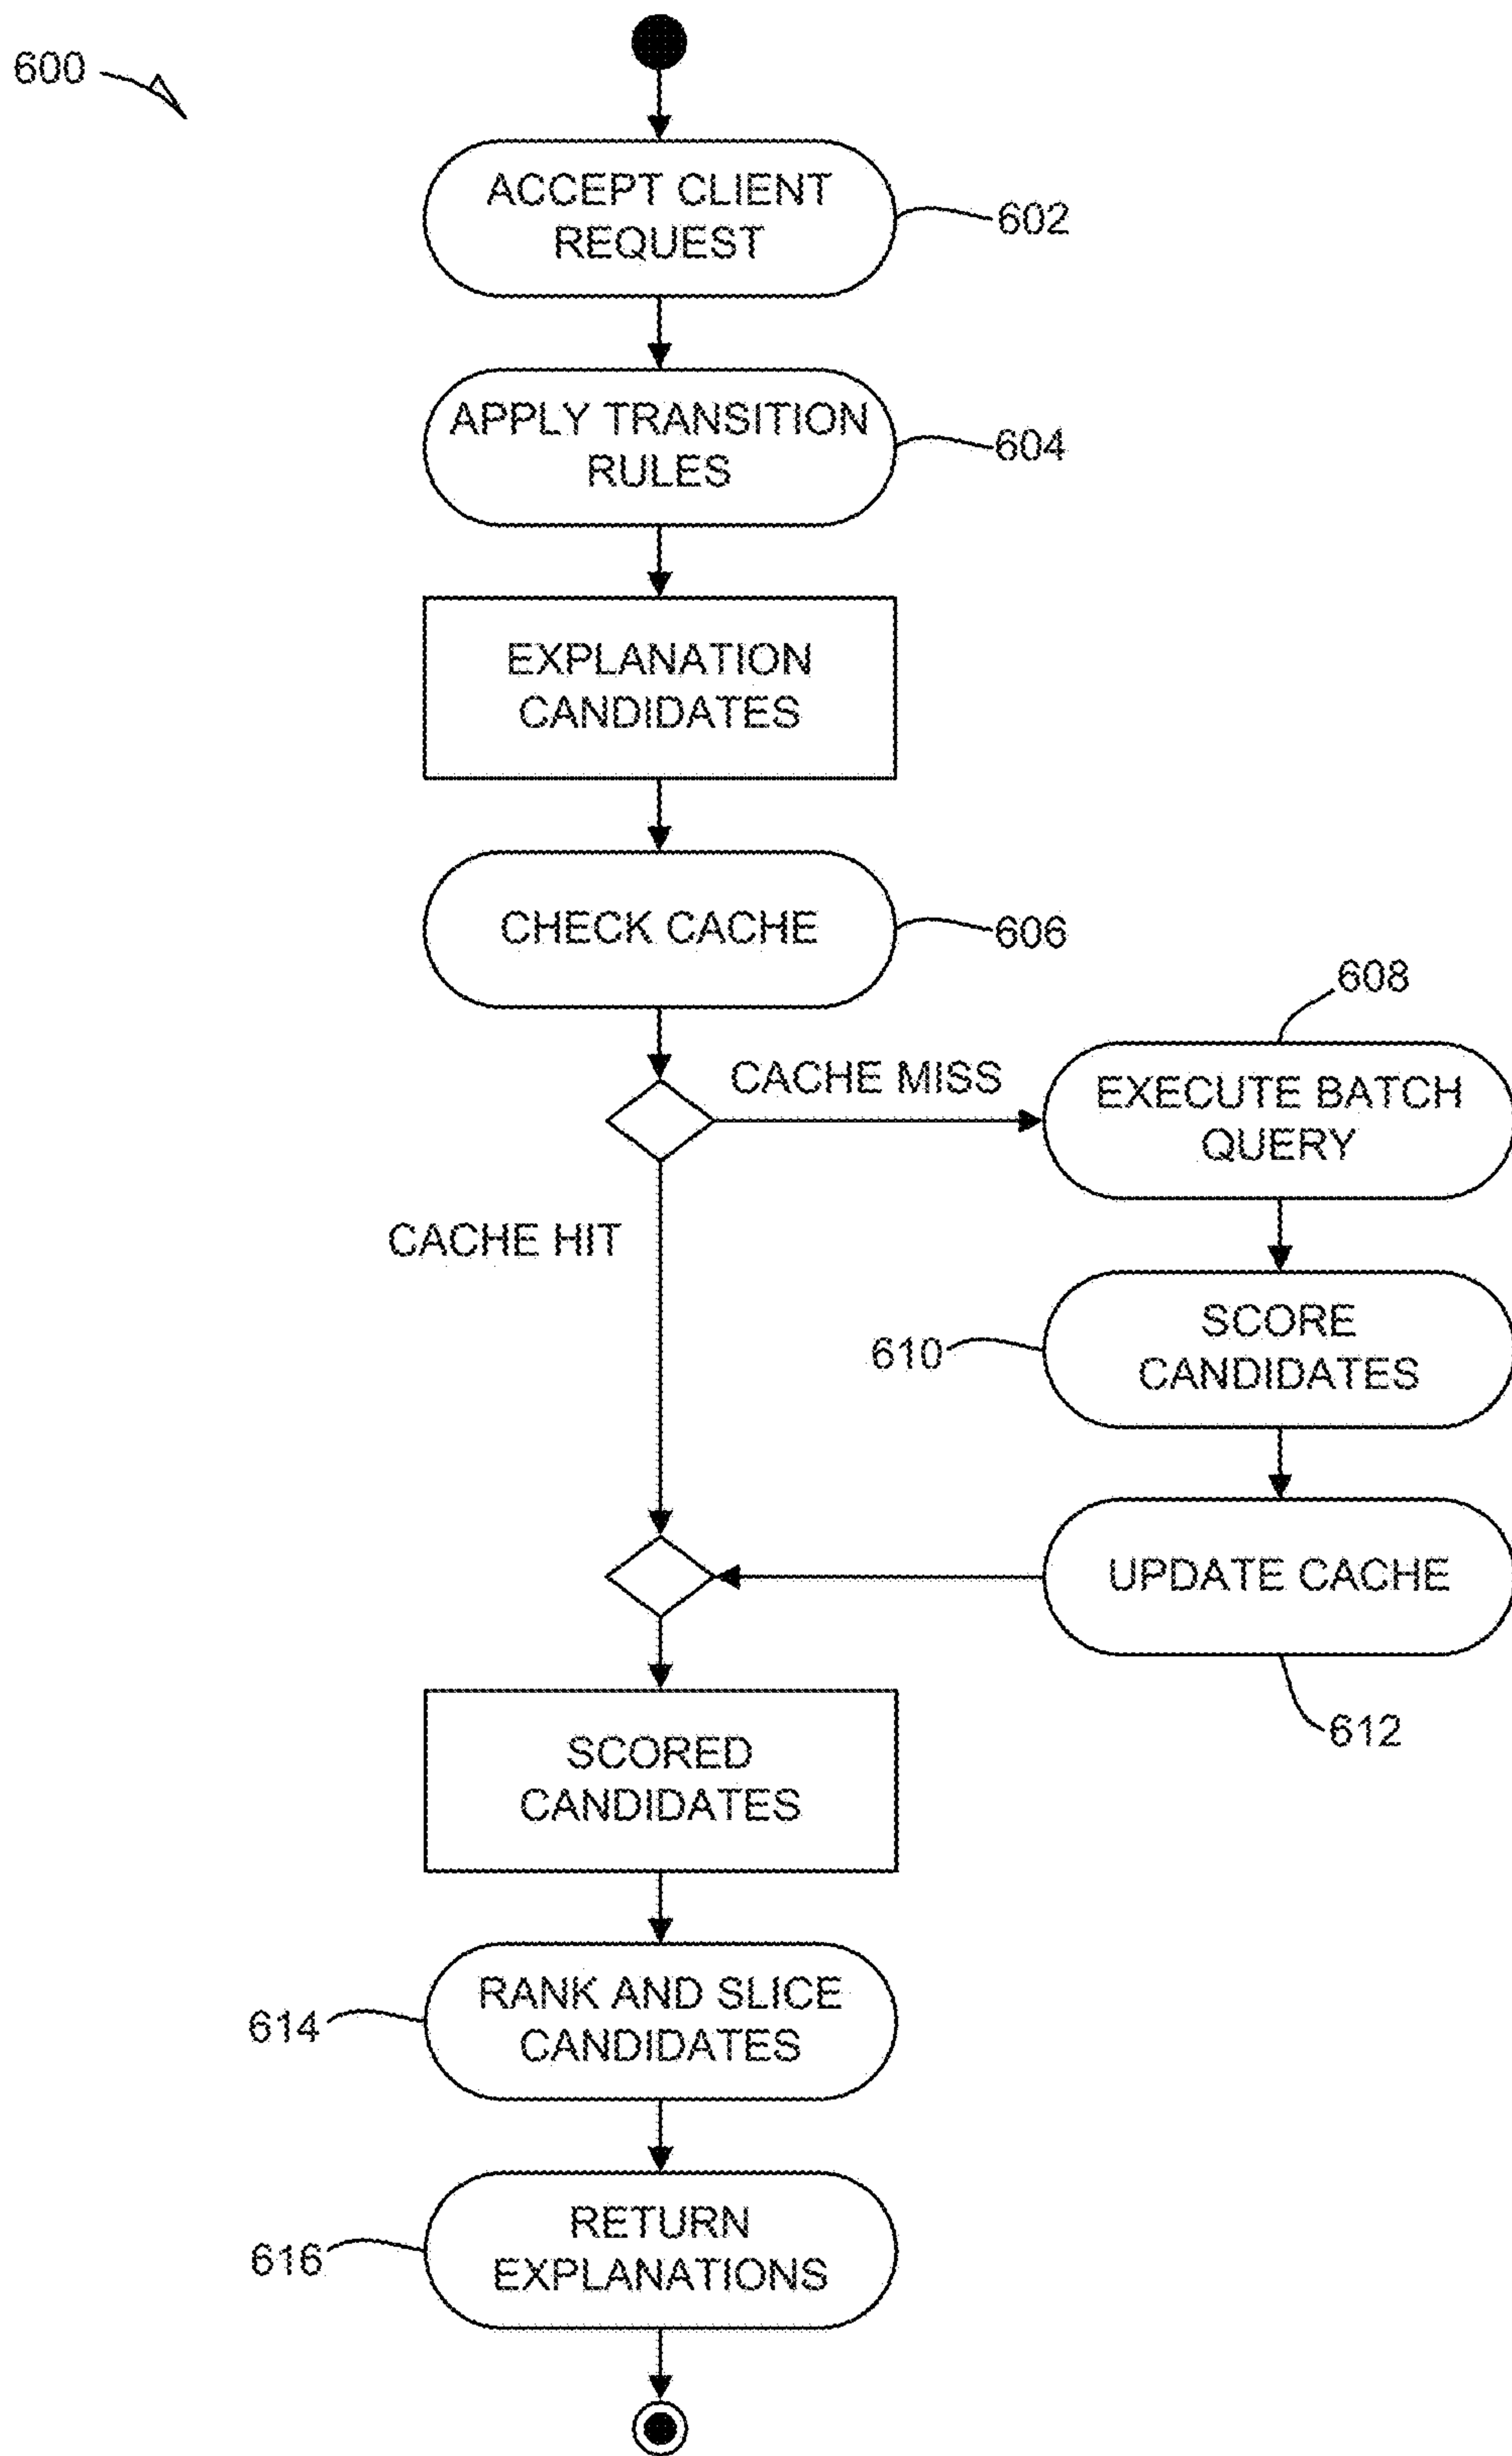 600
ACCEPT CLIENT
REQUEST
602
APPLY TRANSITION
RULES
604
EXPLANATION
CANDIDATES
CHECK CACHE
606
608
CACHE MISS
EXECUTE BATCH
QUERY
CACHE HIT
SCORE
CANDIDATES
610
UPDATE CACHE
612
SCORED
CANDIDATES
RANK AND SLICE
CANDIDATES
614
RETURN
EXPLANATIONS
616